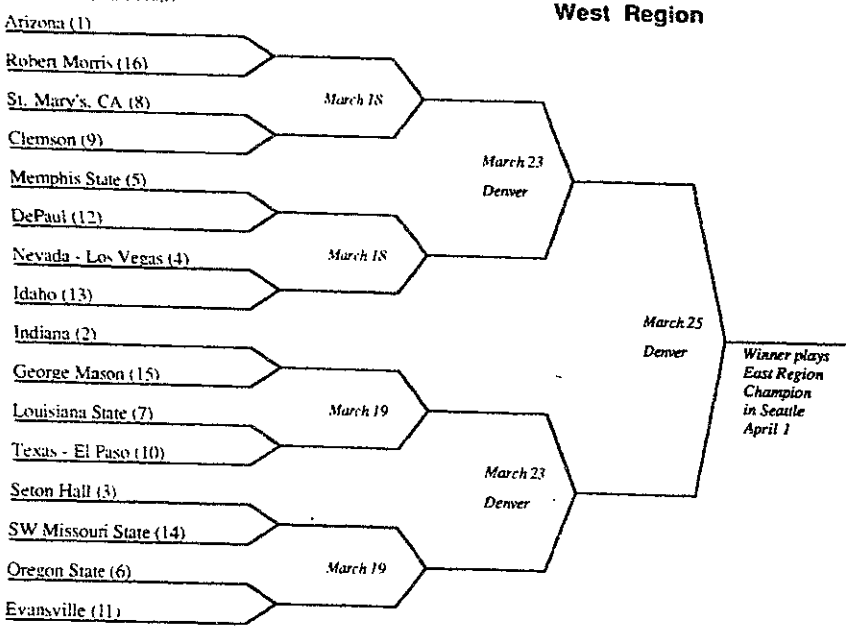 West Region
Arizona (1)
Robert Morris (16)
St. Mary's, CA (8)
Clemson (9)
Memphis State (5)
DePaul (12)
Nevada - Los Vegas (4)
Idaho (13)
Indiana (2)
George Mason (15)
Louisiana State (7)
Texas - El Paso (10)
Seton Hall (3)
SW Missouri State (14)
Oregon State (6)
Evansville (11)
March 18
March 18
March 19
March 19
March 23
Denver
March 23
Denver
March 25
Denver
Winner plays
East Region
Champion
in Seattle
April 1